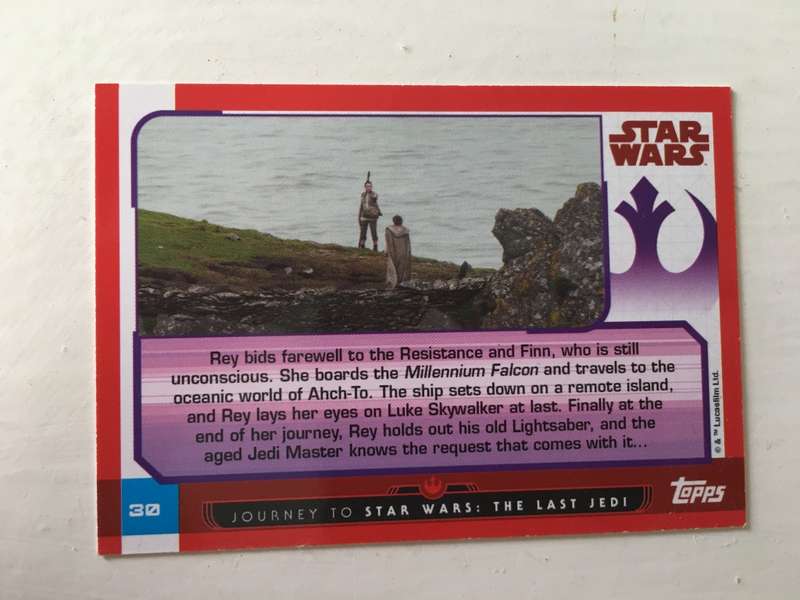 STAR
WARS
Rey bids farewell to the Resistance and Finn, who is still
unconscious. She boards the Millennium Falcon and travels to the
oceanic world of Ahch-To. The ship sets down on a remote island,
and Rey lays her eyes on Luke Skywalker at last. Finally at the
end of her journey, Rey holds out his old Lightsaber, and the
aged Jedi Master knows the request that comes with it...
© & ™ Lucasfilm Ltd.
30
JOURNEY TO STAR WARS: THE LAST JEDI
topps